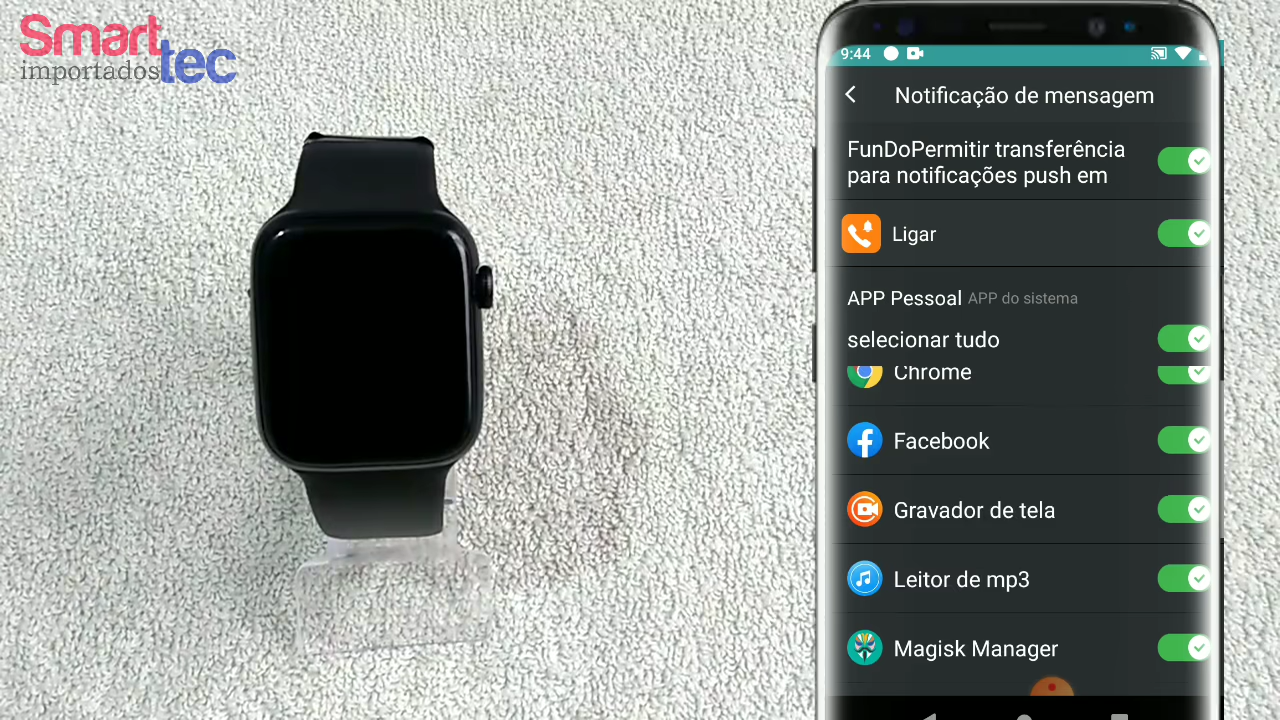 Smart
importados tec
9:44
Notificação de mensagem
FunDoPermitir transferência
para notificações push em
Ligar
APP Pessoal APP do sistema
selecionar tudo
Chrome
Facebook
Gravador de tela
Leitor de mp3
Magisk Manager